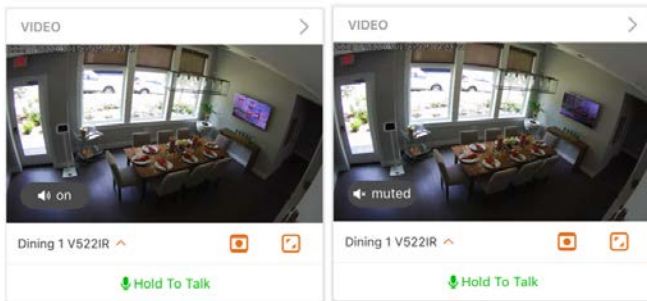 VIDEO
on
Dining 1 V522IR
Hold To Talk
VIDEO
muted
Dining 1 V522IR
Hold To Talk